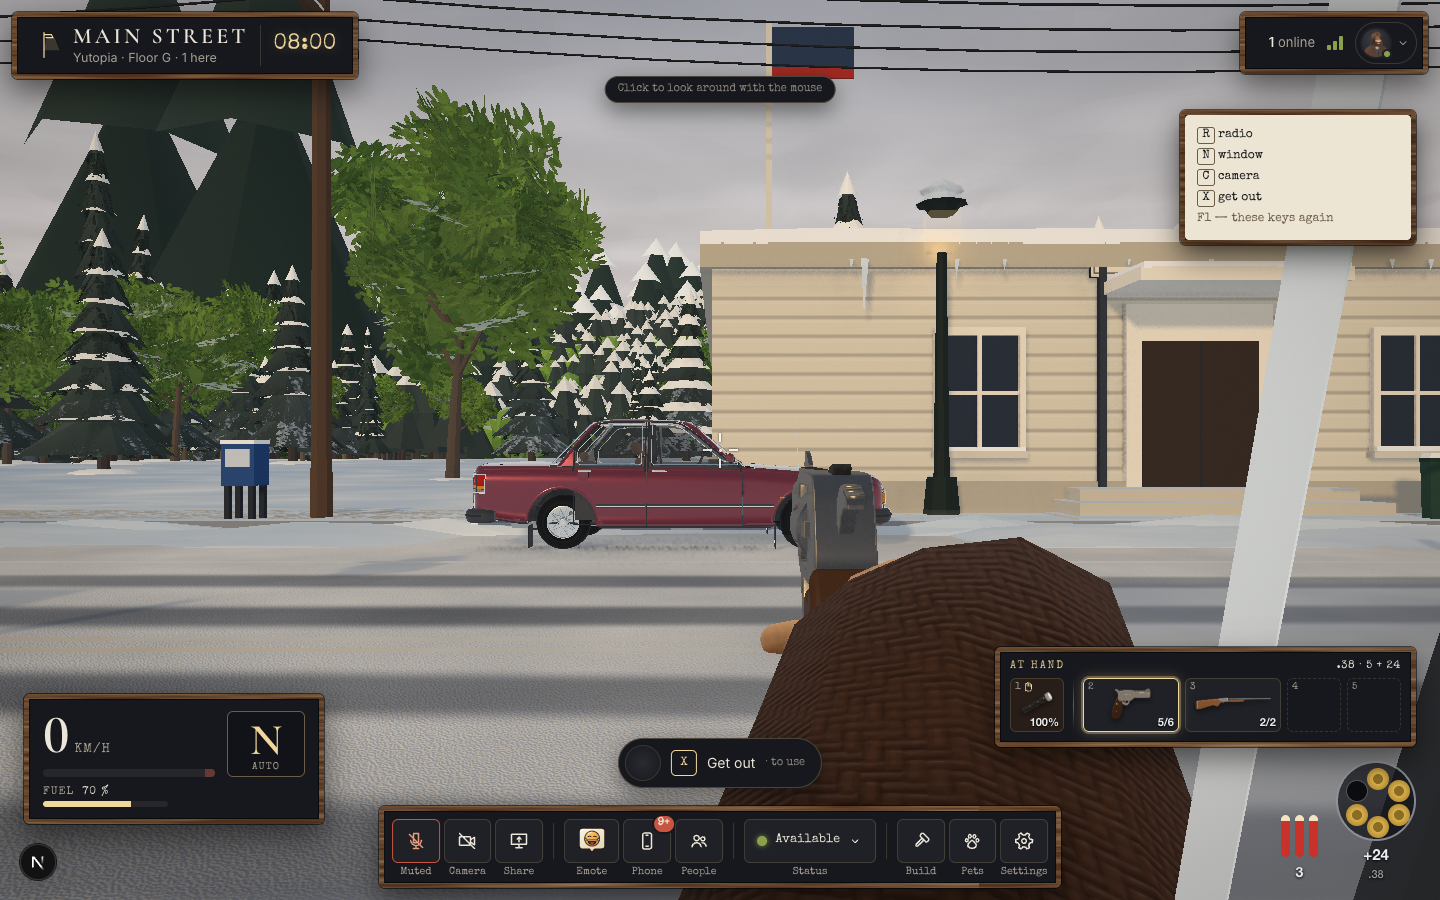 MAIN STREET
Yutopia · Floor G · 1 here
08:00
Click to look around with the mouse
1 online
R radio
N window
C camera
X get out
F1 — these keys again
AT HAND
.38 · 5 + 24
1
100%
2
5/6
3
2/2
4
5
0 KM/H
N
AUTO
FUEL 70 %
X Get out · to use
9+
Available
Muted
Camera
Share
Emote
Phone
People
Status
Build
Pets
Settings
N
3
+24
.38